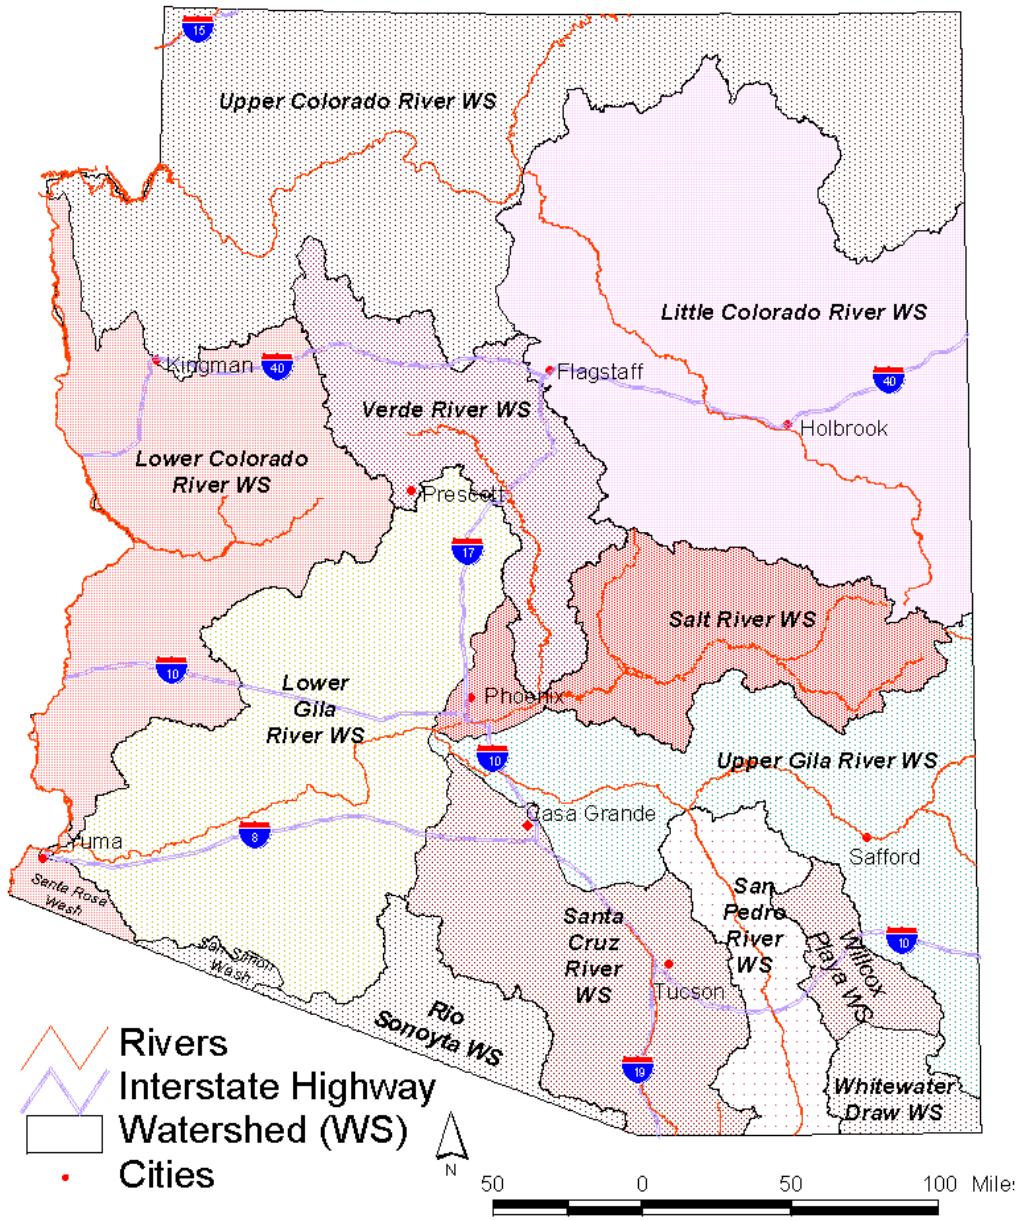 15
Upper Colorado River WS
Little Colorado River WS
Kingman
40
Flagstaff
40
Verde River WS
Holbrook
Lower Colorado
River WS
Prescott
17
Salt River WS
10
Lower
Gila
River WS
Phoenix
10
Upper Gila River WS
Casa Grande
8
Yuma
Safford
Santa Rosa
Wash
San
Pedro
River
WS
Santa
Cruz
River
WS
San Simon
Wash
10
Willcox
Playa WS
Tucson
Rio
Sonoyta WS
19
Whitewater
Draw WS
Rivers
Interstate Highway
Watershed (WS)
Cities
N
50 0 50 100 Miles